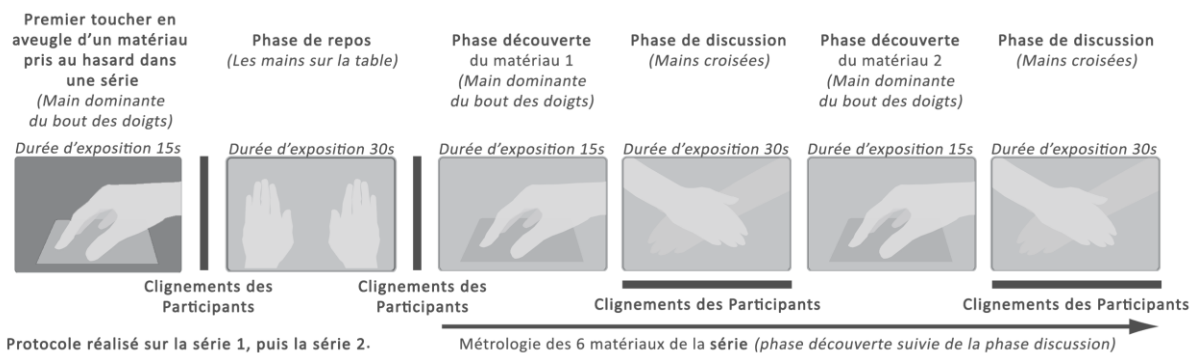 Premier toucher en
aveugle d’un matériau
pris au hasard dans
une série
(Main dominante
du bout des doigts)
Durée d’exposition 15s
Phase de repos
(Les mains sur la table)
Durée d’exposition 30s
Phase découverte
du matériau 1
(Main dominante
du bout des doigts)
Durée d’exposition 15s
Phase de discussion
(Mains croisées)
Durée d’exposition 30s
Phase découverte
du matériau 2
(Main dominante
du bout des doigts)
Durée d’exposition 15s
Phase de discussion
(Mains croisées)
Durée d’exposition 30s
Clignements des
Participants
Clignements des
Participants
Clignements des Participants
Clignements des Participants
Protocole réalisé sur la série 1, puis la série 2.
Métrologie des 6 matériaux de la série (phase découverte suivie de la phase discussion)